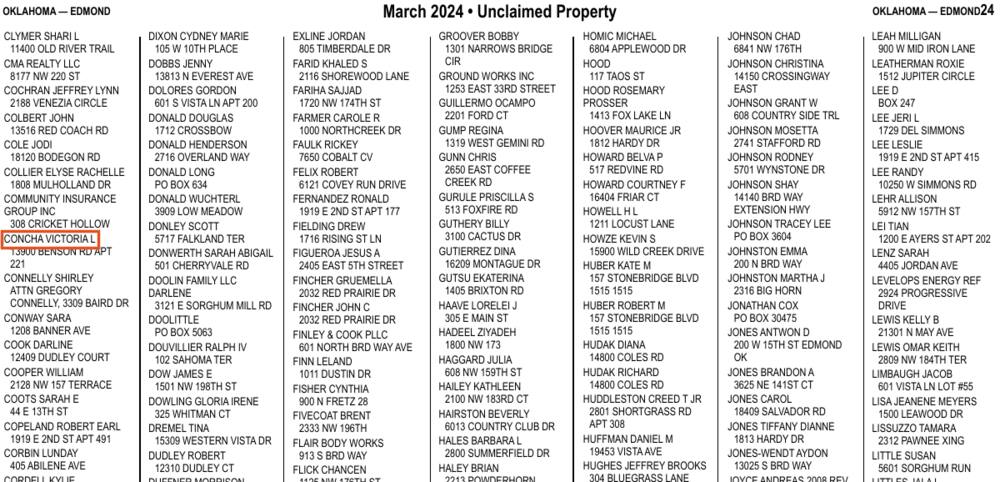 OKLAHOMA — EDMOND
March 2024 • Unclaimed Property
OKLAHOMA — EDMOND24
CLYMER SHARI L
11400 OLD RIVER TRAIL
CMA REALTY LLC
8177 NW 220 ST
COCHRAN JEFFREY LYNN
2188 VENEZIA CIRCLE
COLBERT JOHN
13516 RED COACH RD
COLE JODI
18120 BODEGON RD
COLLIER ELYSE RACHELLE
1808 MULHOLLAND DR
COMMUNITY INSURANCE
GROUP INC
308 CRICKET HOLLOW
CONCHA VICTORIA L
13900 BENSON RD APT
221
CONNELLY SHIRLEY
ATTN GREGORY
CONNELLY, 3309 BAIRD DR
CONWAY SARA
1208 BANNER AVE
COOK DARLINE
12409 DUDLEY COURT
COOPER WILLIAM
2128 NW 157 TERRACE
COOTS SARAH E
44 E 13TH ST
COPELAND ROBERT EARL
1919 E 2ND ST APT 491
CORBIN LUNDAY
405 ABILENE AVE
CORDELL KYLIE
DIXON CYDNEY MARIE
105 W 10TH PLACE
DOBBS JENNY
13813 N EVEREST AVE
DOLORES GORDON
601 S VISTA LN APT 200
DONALD DOUGLAS
1712 CROSSBOW
DONALD HENDERSON
2716 OVERLAND WAY
DONALD LONG
PO BOX 634
DONALD WUCHTERL
3909 LOW MEADOW
DONLEY SCOTT
5717 FALKLAND TER
DONWERTH SARAH ABIGAIL
501 CHERRYVALE RD
DOOLIN FAMILY LLC
DARLENE
3121 E SORGHUM MILL RD
DOOLITTLE
PO BOX 5063
DOUVILLIER RALPH IV
102 SAHOMA TER
DOW JAMES E
1501 NW 198TH ST
DOWLING GLORIA IRENE
325 WHITMAN CT
DREMEL TINA
15309 WESTERN VISTA DR
DUDLEY ROBERT
12310 DUDLEY CT
DUFFNER MORRISON
EXLINE JORDAN
805 TIMBERDALE DR
FARID KHALED S
2116 SHOREWOOD LANE
FARIHA SAJJAD
1720 NW 174TH ST
FARMER CAROLE R
1000 NORTHCREEK DR
FAULK RICKEY
7650 COBALT CV
FELIX ROBERT
6121 COVEY RUN DRIVE
FERNANDEZ RONALD
1919 E 2ND ST APT 177
FIELDING DREW
1716 RISING ST LN
FIGUEROA JESUS A
2405 EAST 5TH STREET
FINCHER GRUEMELLA
2032 RED PRAIRIE DR
FINCHER JOHN C
2032 RED PRAIRIE DR
FINLEY & COOK PLLC
601 NORTH BRD WAY AVE
FINN LELAND
1011 DUSTIN DR
FISHER CYNTHIA
900 N FRETZ 28
FIVECOAT BRENT
2333 NW 196TH
FLAIR BODY WORKS
913 S BRD WAY
FLICK CHANCEN
1125 NW 176TH ST
GROOVER BOBBY
1301 NARROWS BRIDGE
CIR
GROUND WORKS INC
1253 EAST 33RD STREET
GUILLERMO OCAMPO
2201 FORD CT
GUMP REGINA
1319 WEST GEMINI RD
GUNN CHRIS
2650 EAST COFFEE
CREEK RD
GURULE PRISCILLA S
513 FOXFIRE RD
GUTHERY BILLY
3100 CACTUS DR
GUTIERREZ DINA
16209 MONTAGUE DR
GUTSU EKATERINA
1405 BRIXTON RD
HAAVE LORELEI J
305 E MAIN ST
HADEEL ZIYADEH
1800 NW 173
HAGGARD JULIA
608 NW 159TH ST
HAILEY KATHLEEN
2100 NW 183RD CT
HAIRSTON BEVERLY
6013 COUNTRY CLUB DR
HALES BARBARA L
2800 SUMMERFIELD DR
HALEY BRIAN
2213 POWDERHORN
HOMIC MICHAEL
6804 APPLEWOOD DR
HOOD
117 TAOS ST
HOOD ROSEMARY
PROSSER
1413 FOX LAKE LN
HOOVER MAURICE JR
1812 HARDY DR
HOWARD BELVA P
517 REDVINE RD
HOWARD COURTNEY F
16404 FRIAR CT
HOWELL H L
1211 LOCUST LANE
HOWZE KEVIN S
15900 WILD CREEK DRIVE
HUBER KATE M
157 STONEBRIDGE BLVD
1515 1515
HUBER ROBERT M
157 STONEBRIDGE BLVD
1515 1515
HUDAK DIANA
14800 COLES RD
HUDAK RICHARD
14800 COLES RD
HUDDLESTON CREED T JR
2801 SHORTGRASS RD
APT 308
HUFFMAN DANIEL M
19453 VISTA AVE
HUGHES JEFFREY BROOKS
304 BLUEGRASS LANE
JOHNSON CHAD
6841 NW 176TH
JOHNSON CHRISTINA
14150 CROSSINGWAY
EAST
JOHNSON GRANT W
608 COUNTRY SIDE TRL
JOHNSON MOSETTA
2741 STAFFORD RD
JOHNSON RODNEY
5701 WYNSTONE DR
JOHNSON SHAY
14140 BRD WAY
EXTENSION HWY
JOHNSON TRACEY LEE
PO BOX 3604
JOHNSTON EMMA
200 N BRD WAY
JOHNSTON MARTHA J
2316 BIG HORN
JONATHAN COX
PO BOX 30475
JONES ANTWON D
200 W 15TH ST EDMOND
OK
JONES BRANDON A
3625 NE 141ST CT
JONES CAROL
18409 SALVADOR RD
JONES TIFFANY DIANNE
1813 HARDY DR
JONES-WENDT AYDON
13025 S BRD WAY
JOYCE ANDREAS 2008 REV
LEAH MILLIGAN
900 W MID IRON LANE
LEATHERMAN ROXIE
1512 JUPITER CIRCLE
LEE D
BOX 247
LEE JERI L
1729 DEL SIMMONS
LEE LESLIE
1919 E 2ND ST APT 415
LEE RANDY
10250 W SIMMONS RD
LEHR ALLISON
5912 NW 157TH ST
LEI TIAN
1200 E AYERS ST APT 202
LENZ SARAH
4405 JORDAN AVE
LEVELOPS ENERGY REF
2924 PROGRESSIVE
DRIVE
LEWIS KELLY B
21301 N MAY AVE
LEWIS OMAR KEITH
2809 NW 184TH TER
LIMBAUGH JACOB
601 VISTA LN LOT #55
LISA JEANENE MEYERS
1500 LEAWOOD DR
LISSUZZO TAMARA
2312 PAWNEE XING
LITTLE SUSAN
5601 SORGHUM RUN